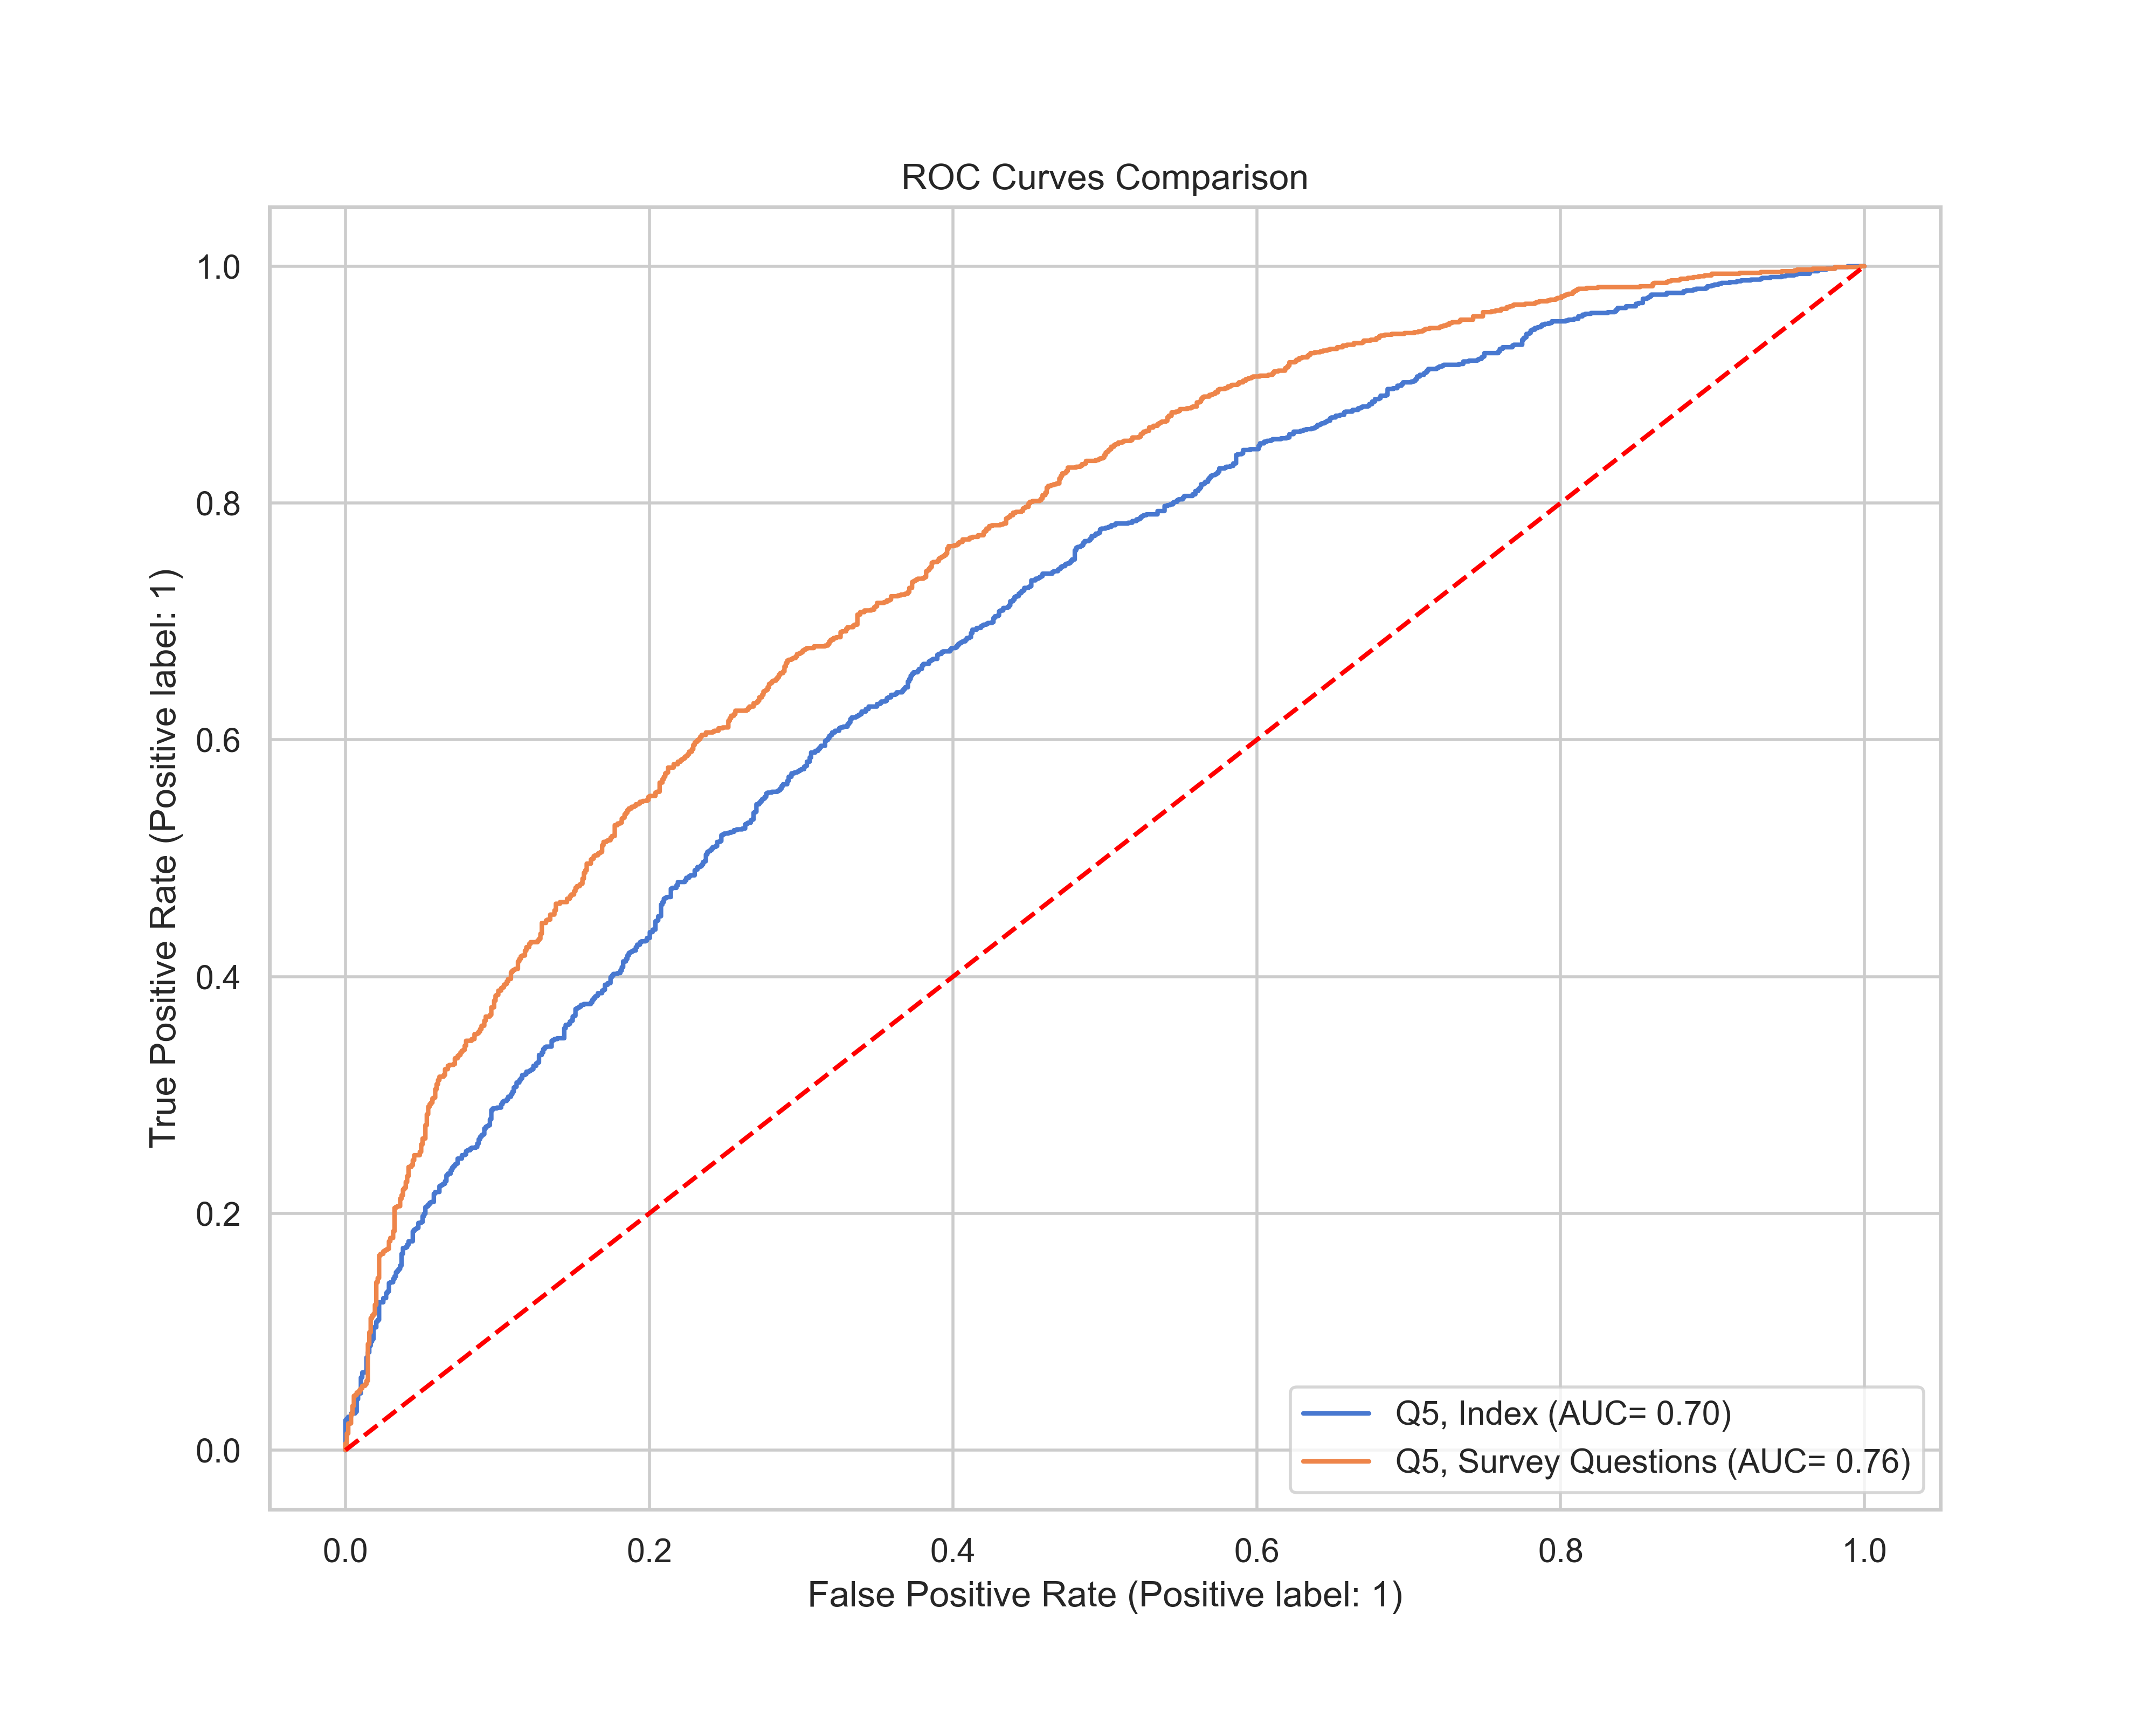 ROC Curves Comparison
True Positive Rate (Positive label: 1)
1.0
0.8
0.6
0.4
0.2
0.0
Q5, Index (AUC= 0.70)
Q5, Survey Questions (AUC= 0.76)
0.0 0.2 0.4 0.6 0.8 1.0
False Positive Rate (Positive label: 1)